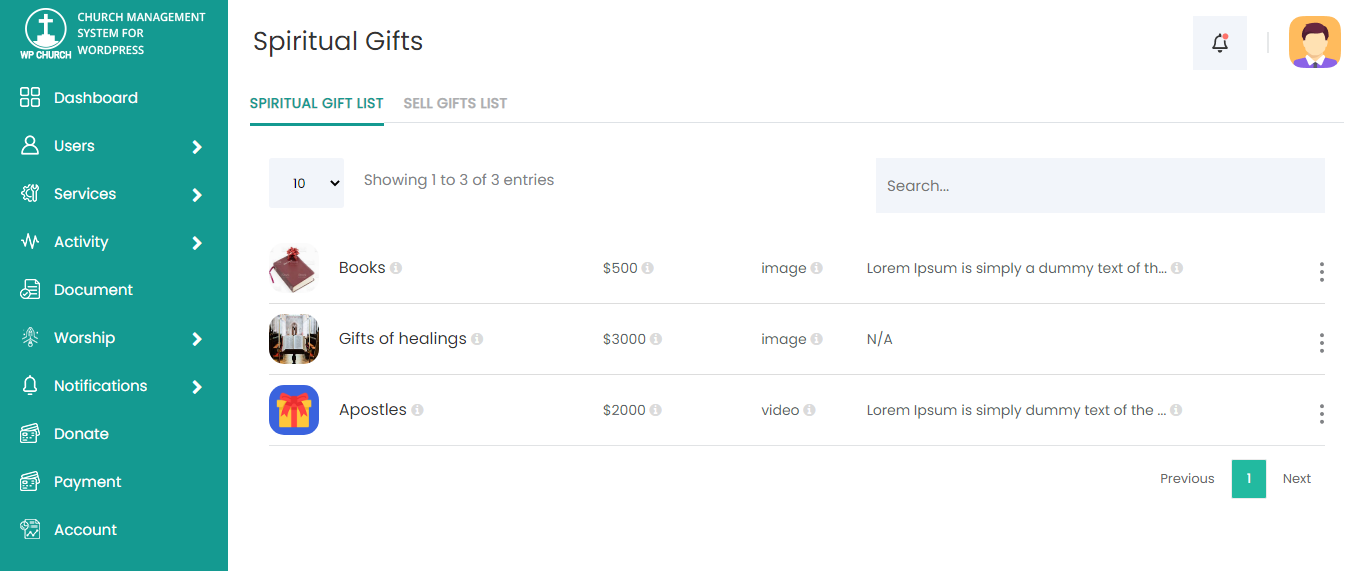 CHURCH MANAGEMENT
SYSTEM FOR
WORDPRESS
WP CHURCH
Dashboard
Users
Services
Activity
Document
Worship
Notifications
Donate
Payment
Account
Spiritual Gifts
SPIRITUAL GIFT LIST SELL GIFTS LIST
10 Showing 1 to 3 of 3 entries Search...
Books $500 image Lorem Ipsum is simply a dummy text of th...
Gifts of healings $3000 image N/A
Apostles $2000 video Lorem Ipsum is simply dummy text of the ...
Previous 1 Next